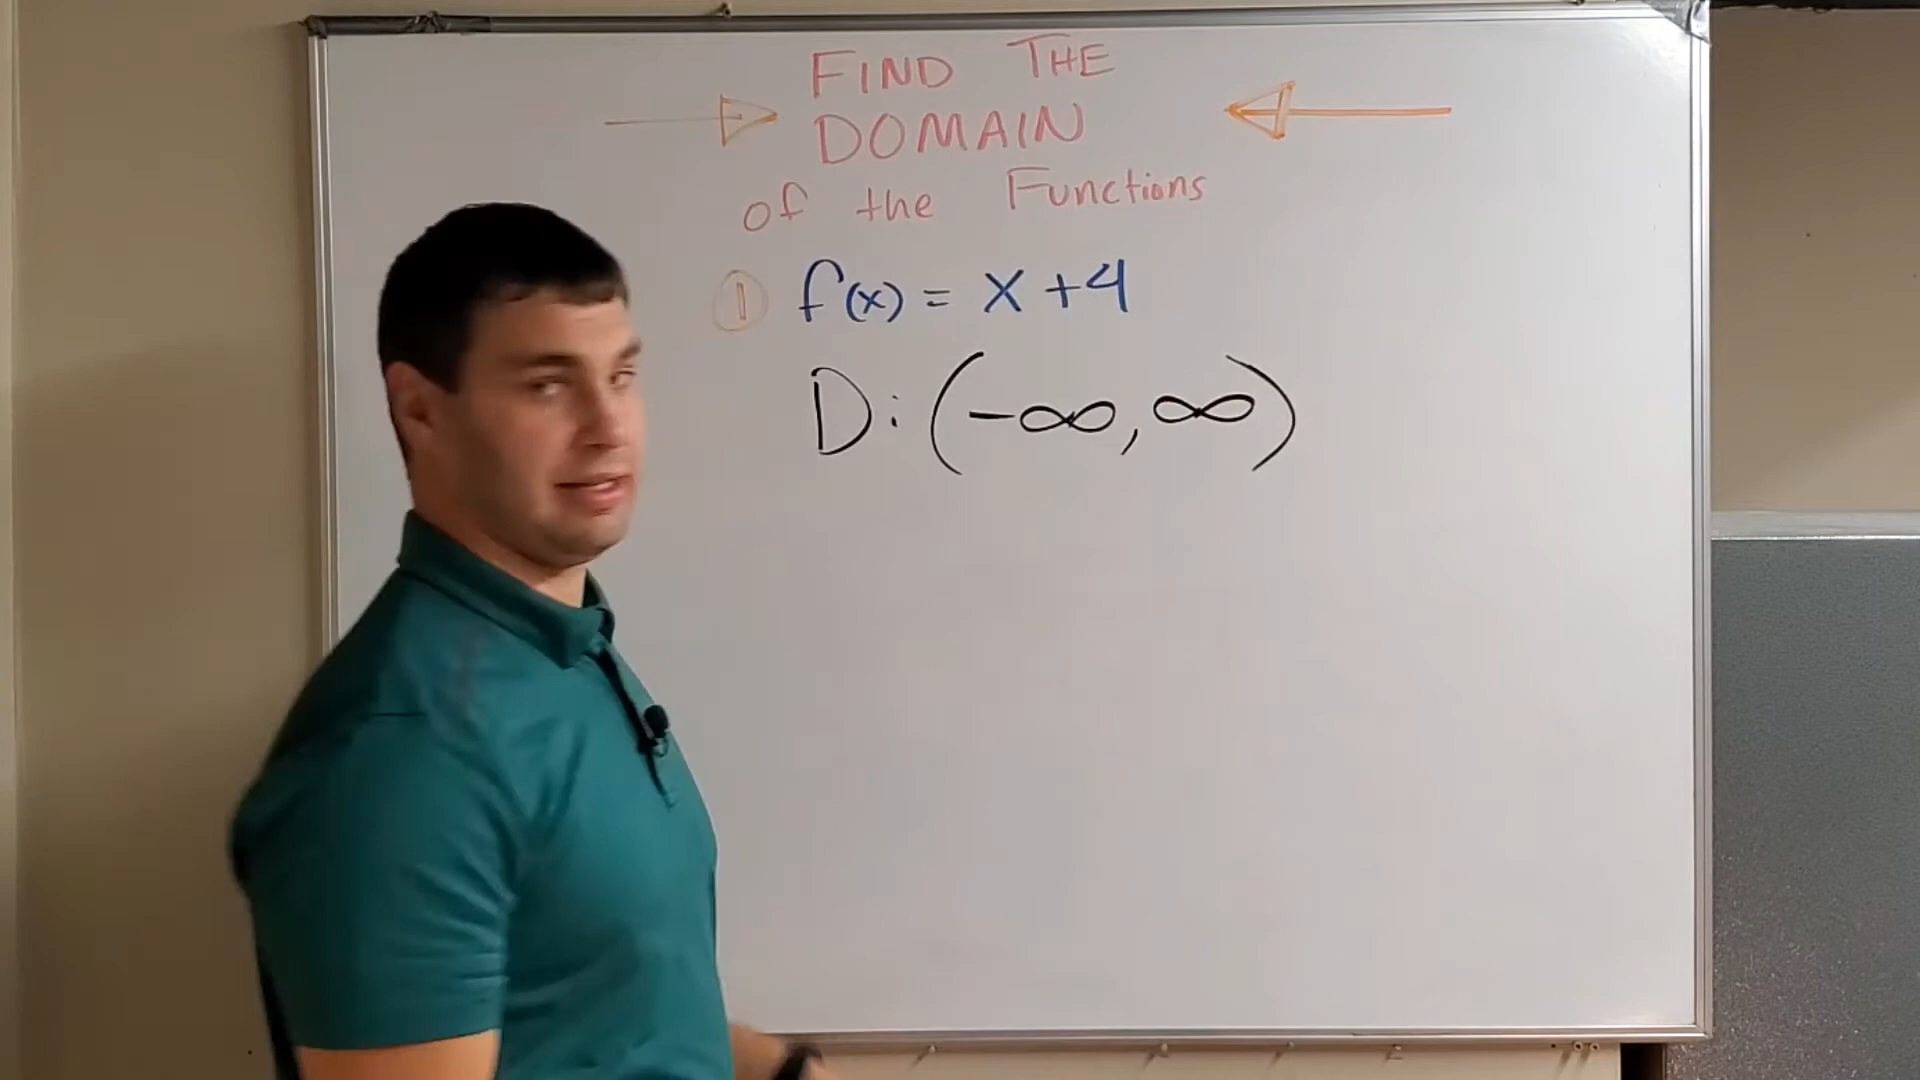 FIND THE
DOMAIN
of the Functions
① f(x) = x + 4
D: (-∞, ∞)